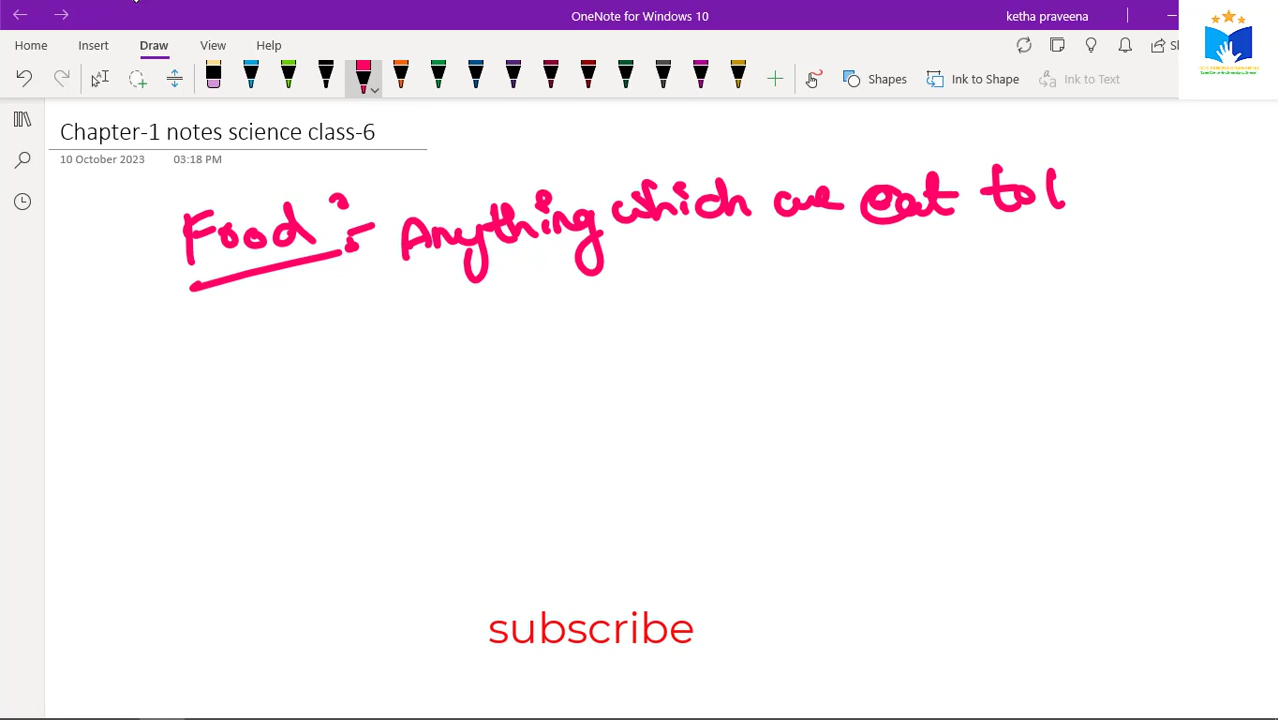 OneNote for Windows 10
ketha praveena
Home
Insert
Draw
View
Help
Shapes
Ink to Shape
Ink to Text
Chapter-1 notes science class-6
10 October 2023 03:18 PM
Food :- Anything which we eat to
subscribe